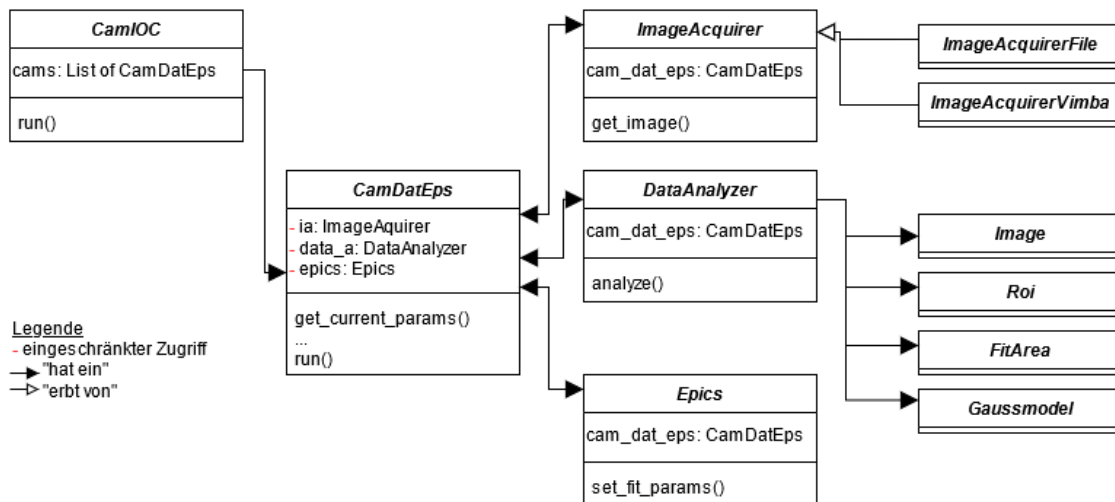 CamIOC
cams: List of CamDatEps
run()
ImageAcquirer
cam_dat_eps: CamDatEps
get_image()
ImageAcquirerFile
ImageAcquirerVimba
CamDatEps
- ia: ImageAquirer
- data_a: DataAnalyzer
- epics: Epics
get_current_params()
...
run()
DataAnalyzer
cam_dat_eps: CamDatEps
analyze()
Image
Roi
FitArea
Gaussmodel
Epics
cam_dat_eps: CamDatEps
set_fit_params()
Legende
- eingeschränkter Zugriff
"hat ein"
"erbt von"